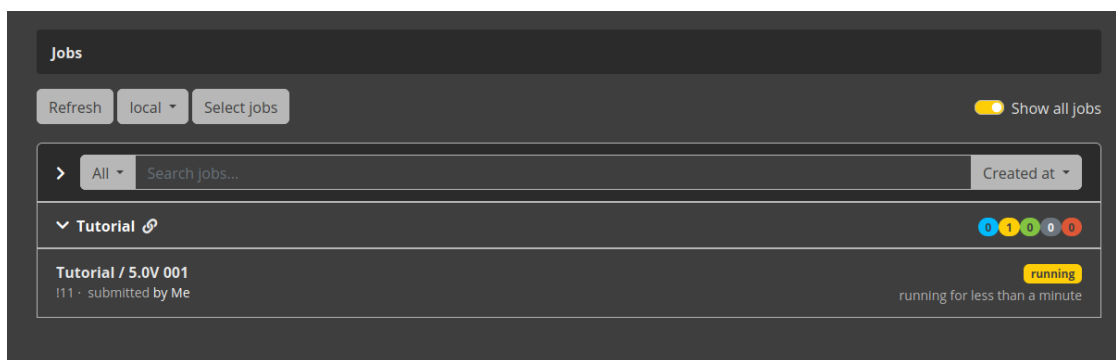 Jobs
Refresh local Select jobs Show all jobs
All Search jobs... Created at
Tutorial 0 1 0 0 0
Tutorial / 5.0V 001 running
!11 · submitted by Me running for less than a minute